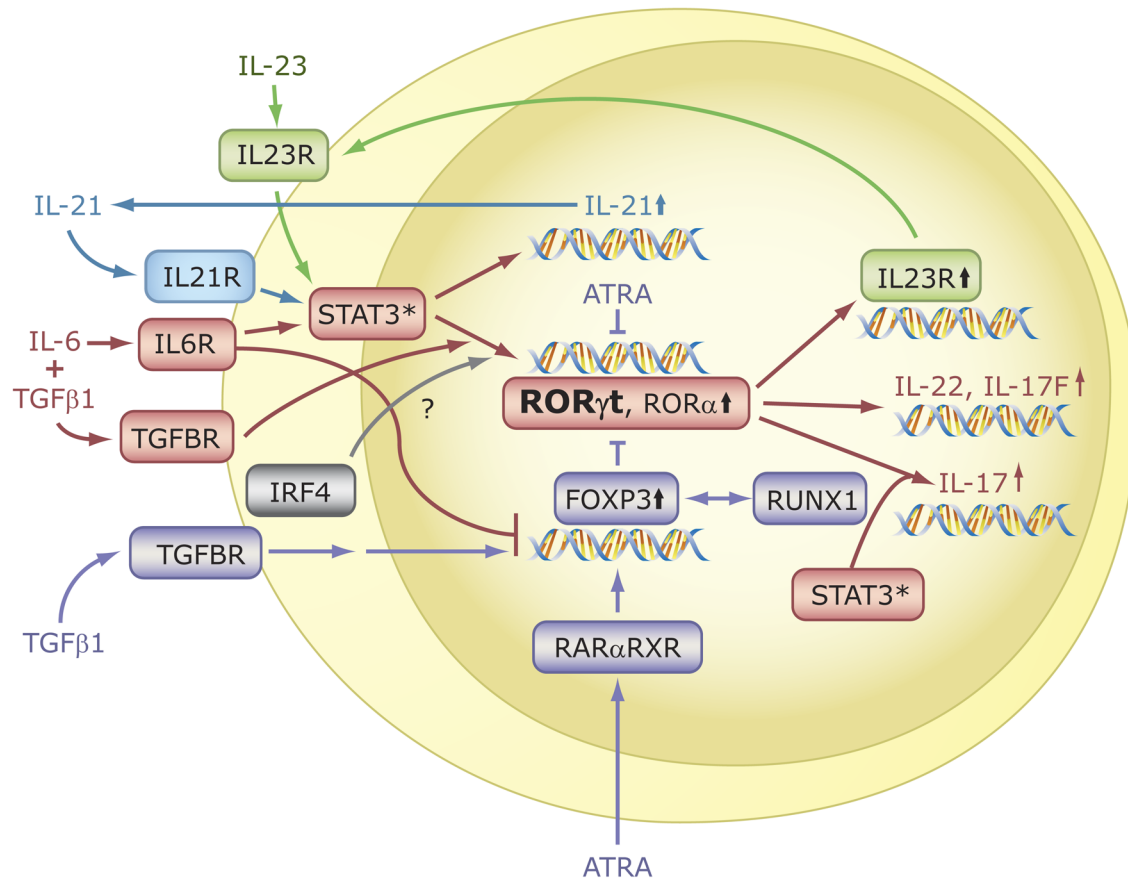 IL-23
IL23R
IL-21
IL-21⬆
IL21R
IL23R⬆
STAT3*
ATRA
IL-6
+
TGFβ1
IL6R
RORγt, RORα⬆
IL-22, IL-17F↑
?
TGFBR
IRF4
FOXP3⬆
RUNX1
IL-17↑
TGFBR
STAT3*
TGFβ1
RARαRXR
ATRA